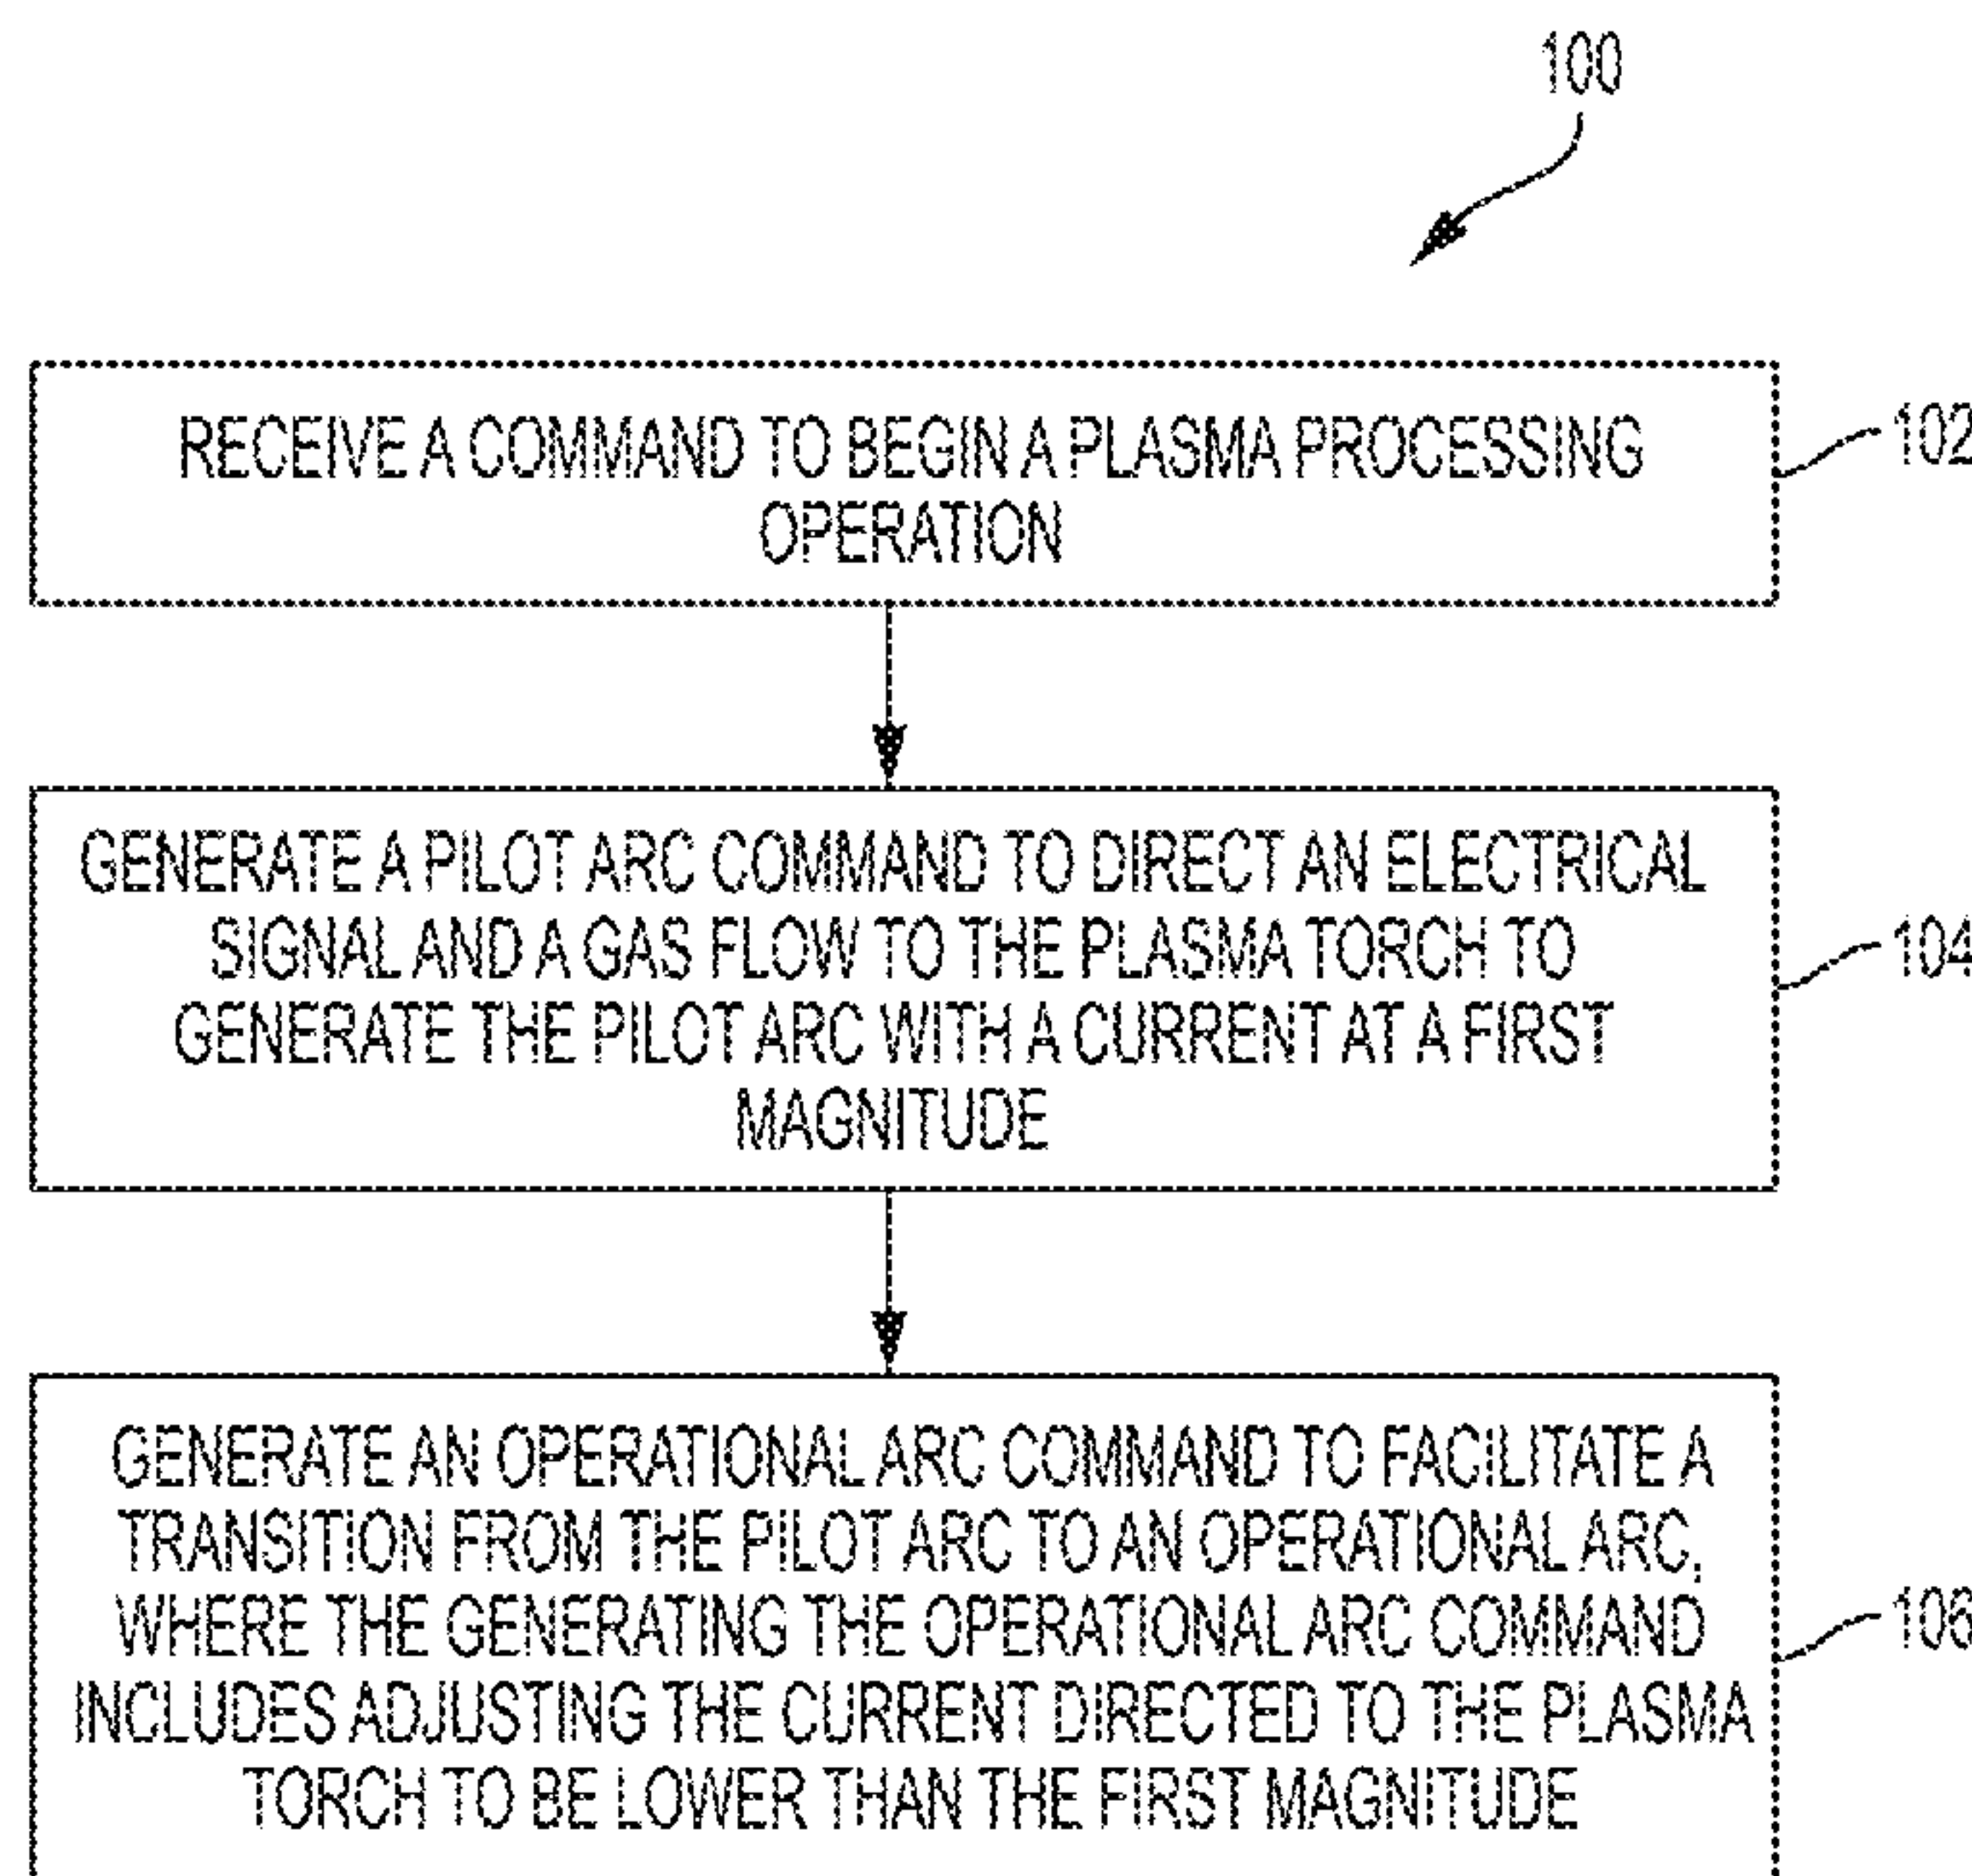 100
RECEIVE A COMMAND TO BEGIN A PLASMA PROCESSING
OPERATION
102
GENERATE A PILOT ARC COMMAND TO DIRECT AN ELECTRICAL
SIGNAL AND A GAS FLOW TO THE PLASMA TORCH TO
GENERATE THE PILOT ARC WITH A CURRENT AT A FIRST
MAGNITUDE
104
GENERATE AN OPERATIONAL ARC COMMAND TO FACILITATE A
TRANSITION FROM THE PILOT ARC TO AN OPERATIONAL ARC,
WHERE THE GENERATING THE OPERATIONAL ARC COMMAND
INCLUDES ADJUSTING THE CURRENT DIRECTED TO THE PLASMA
TORCH TO BE LOWER THAN THE FIRST MAGNITUDE
106